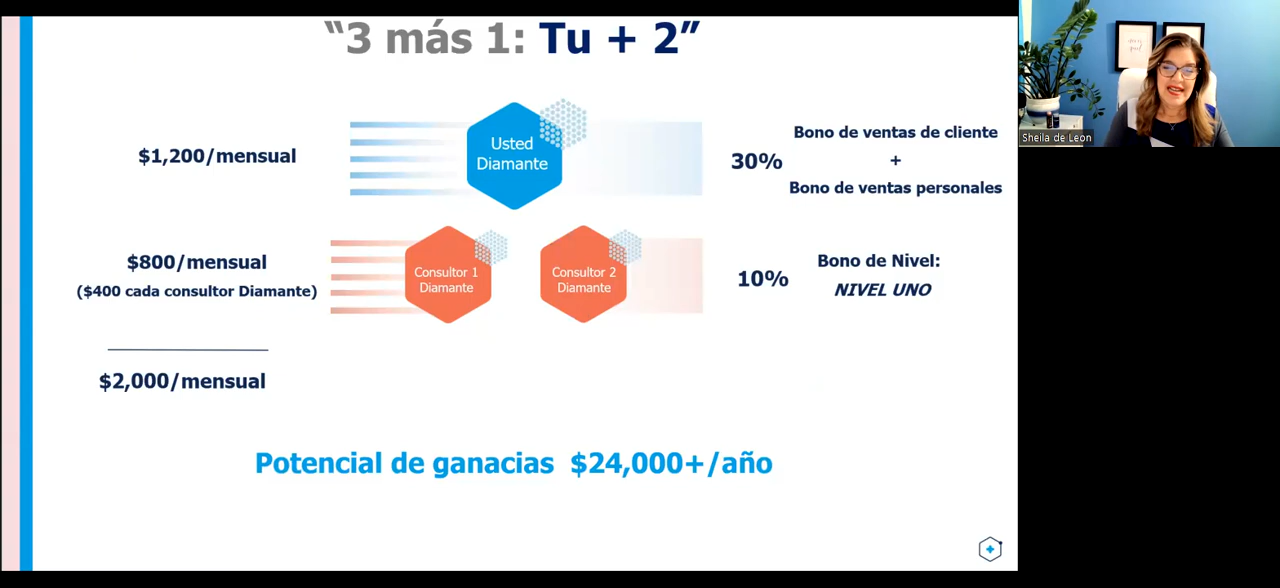 “3 más 1: Tu + 2”
$1,200/mensual
Usted
Diamante
30%
Bono de ventas de cliente
+
Bono de ventas personales
$800/mensual
($400 cada consultor Diamante)
Consultor 1
Diamante
Consultor 2
Diamante
10%
Bono de Nivel:
NIVEL UNO
$2,000/mensual
Potencial de ganacias $24,000+/año
Sheila de Leon